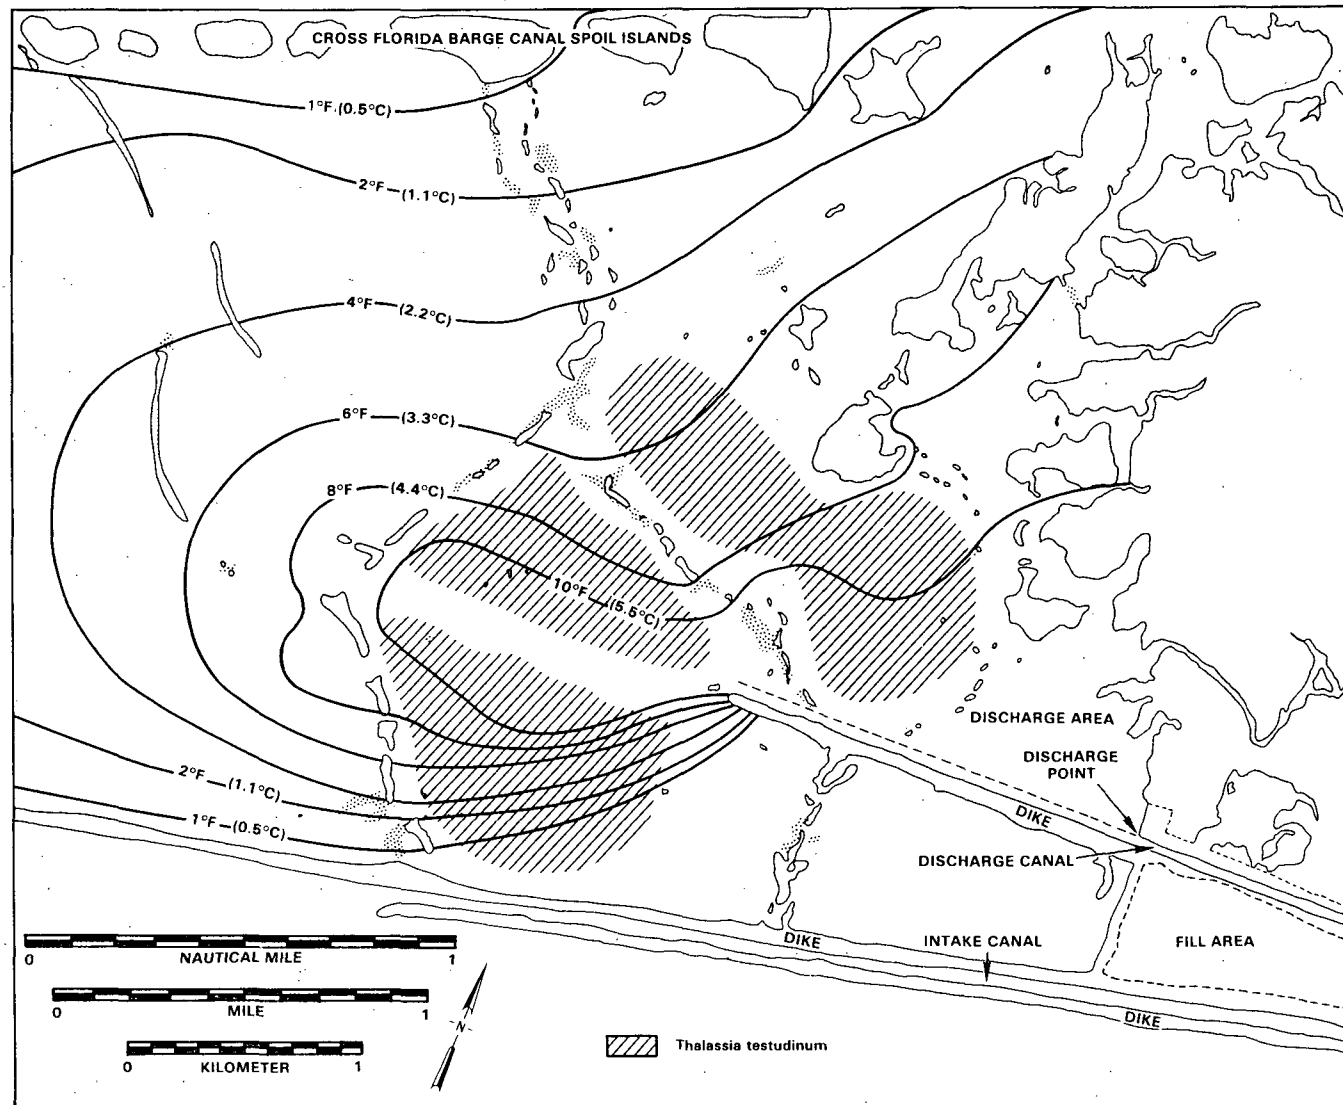 CROSS FLORIDA BARGE CANAL SPOIL ISLANDS
1°F (0.5°C)
2°F (1.1°C)
4°F (2.2°C)
6°F (3.3°C)
8°F (4.4°C)
10°F (5.5°C)
DISCHARGE AREA
DISCHARGE
POINT
2°F (1.1°C)
1°F (0.5°C)
DIKE
DISCHARGE CANAL
DIKE
INTAKE CANAL
FILL AREA
DIKE
0 1
NAUTICAL MILE
0 1
MILE
0 1
KILOMETER
N
Thalassia testudinum